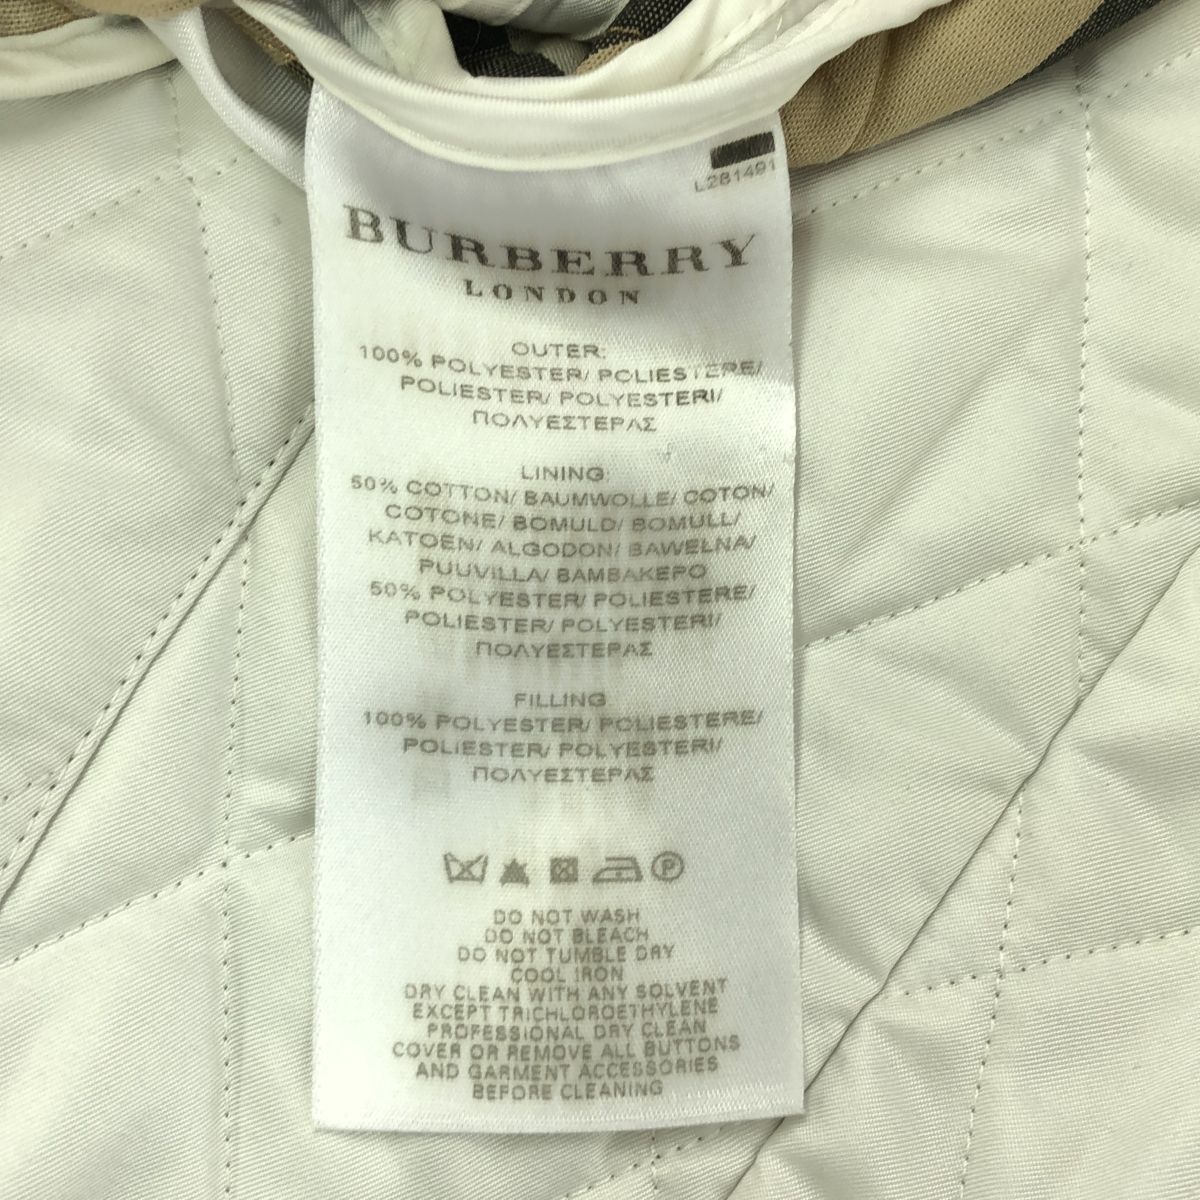 L281491
BURBERRY
LONDON
OUTER:
100% POLYESTER/ POLIESTERE/
POLIESTER/ POLYESTERI/
ΠΟΛΥΕΣΤΕΡΑΣ
LINING:
50% COTTON/ BAUMWOLLE/ COTON/
COTONE/ BOMULD/ BOMULL/
KATOEN/ ALGODON/ BAWELNA/
PUUVILLA/ ΒΑΜΒΑΚΕΡΟ
50% POLYESTER/ POLIESTERE/
POLIESTER/ POLYESTERI/
ΠΟΛΥΕΣΤΕΡΑΣ
FILLING
100% POLYESTER/ POLIESTERE/
POLIESTER/ POLYESTERI/
ΠΟΛΥΕΣΤΕΡΑΣ
P
DO NOT WASH
DO NOT BLEACH
DO NOT TUMBLE DRY
COOL IRON
DRY CLEAN WITH ANY SOLVENT
EXCEPT TRICHLOROETHYLENE
PROFESSIONAL DRY CLEAN
COVER OR REMOVE ALL BUTTONS
AND GARMENT ACCESSORIES
BEFORE CLEANING